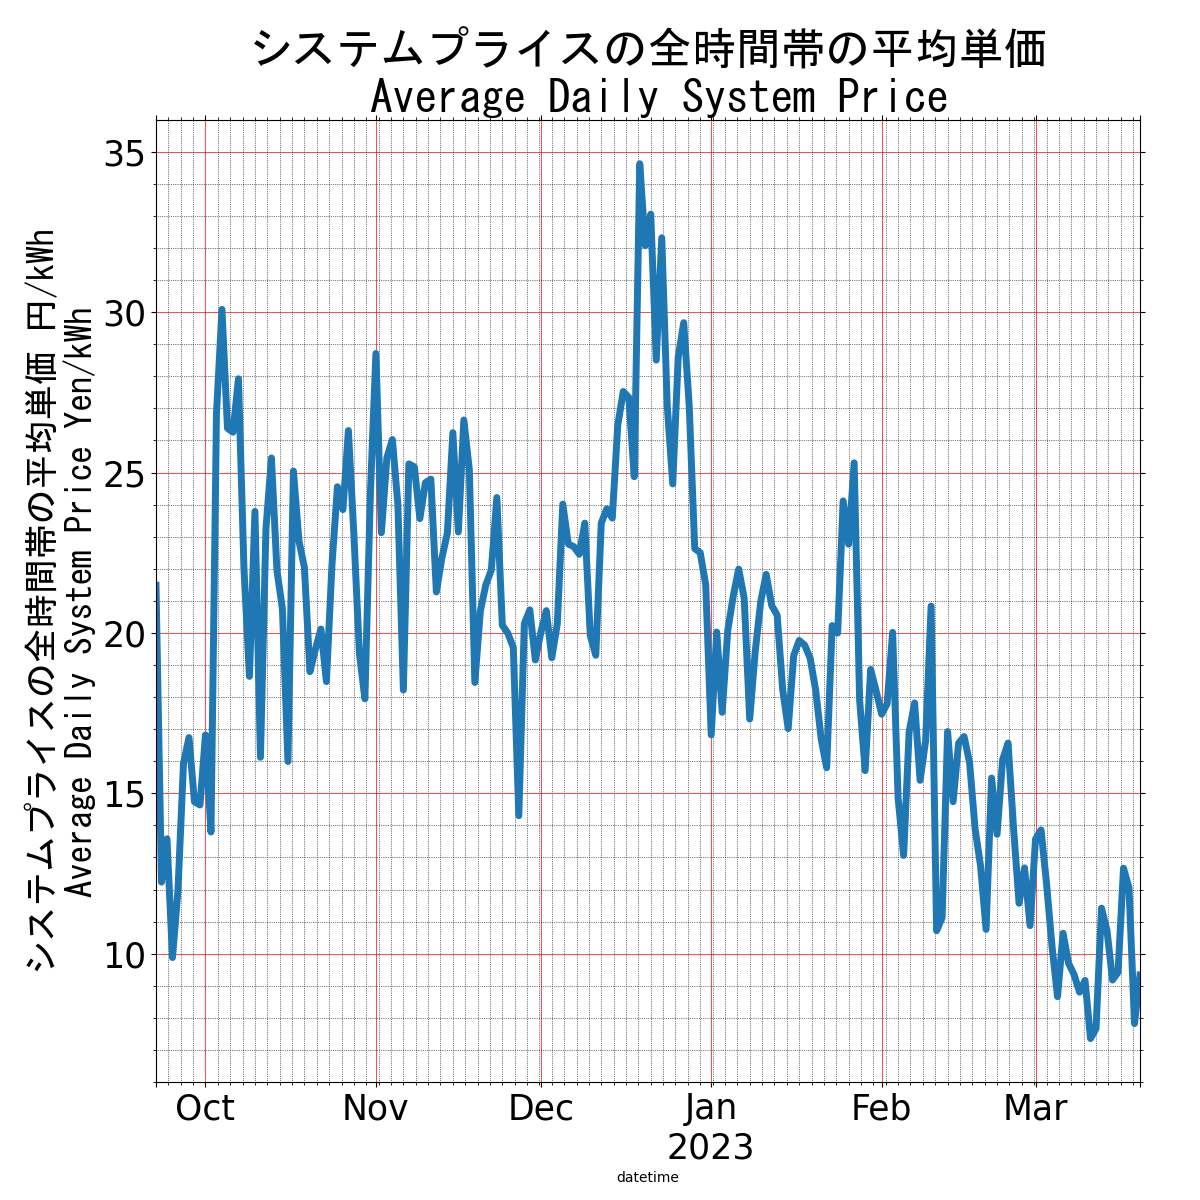 システムプライスの全時間帯の平均単価
Average Daily System Price
システムプライスの全時間帯の平均単価 円/kWh
Average Daily System Price Yen/kWh
35
30
25
20
15
10
Oct
Nov
Dec
Jan
Feb
Mar
2023
datetime